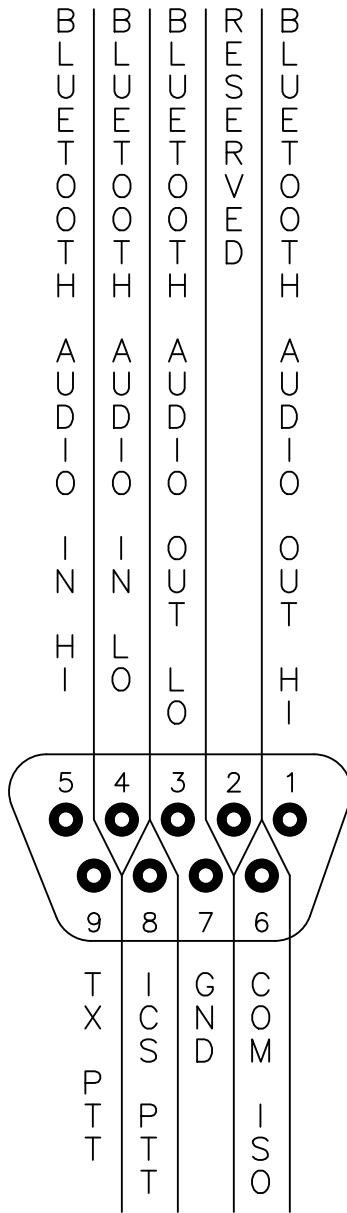 BLUETOOTH AUDIO IN HI
BLUETOOTH AUDIO IN LO
BLUETOOTH AUDIO OUT LO
RESERVED
BLUETOOTH AUDIO OUT HI
5 4 3 2 1
9 8 7 6
TX PTT
ICS PTT
GND
COM ISO